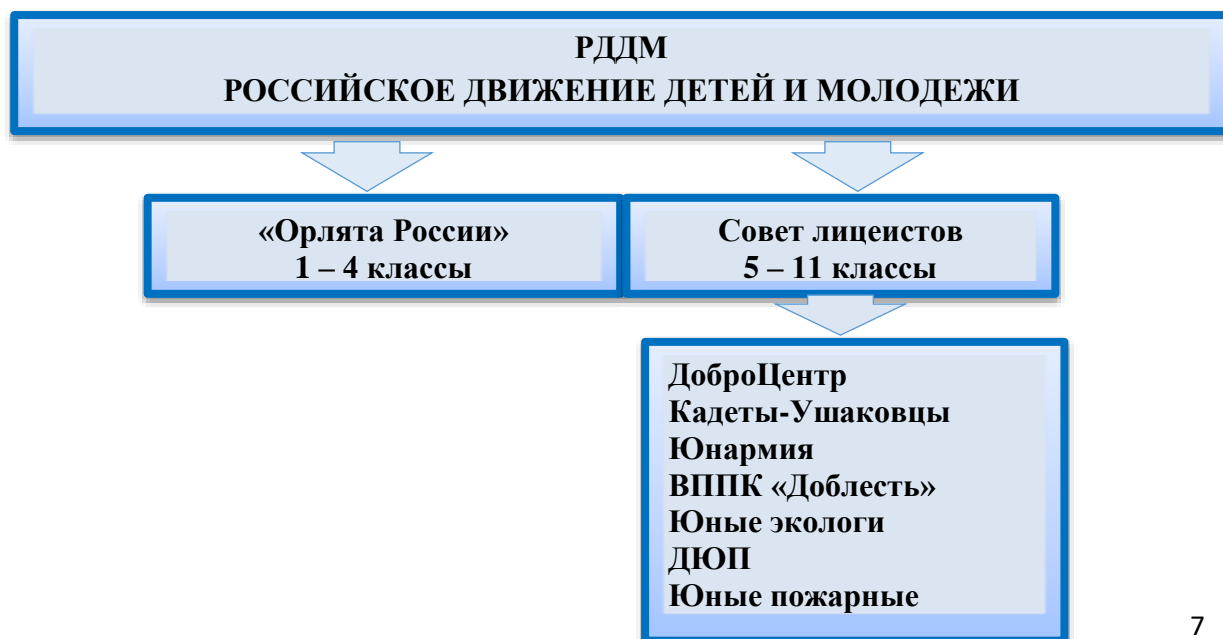 РДДМ
РОССИЙСКОЕ ДВИЖЕНИЕ ДЕТЕЙ И МОЛОДЕЖИ
«Орлята России»
1 – 4 классы
Совет лицеистов
5 – 11 классы
ДоброЦентр
Кадеты-Ушаковцы
Юнармия
ВППК «Доблесть»
Юные экологи
ДЮП
Юные пожарные
7